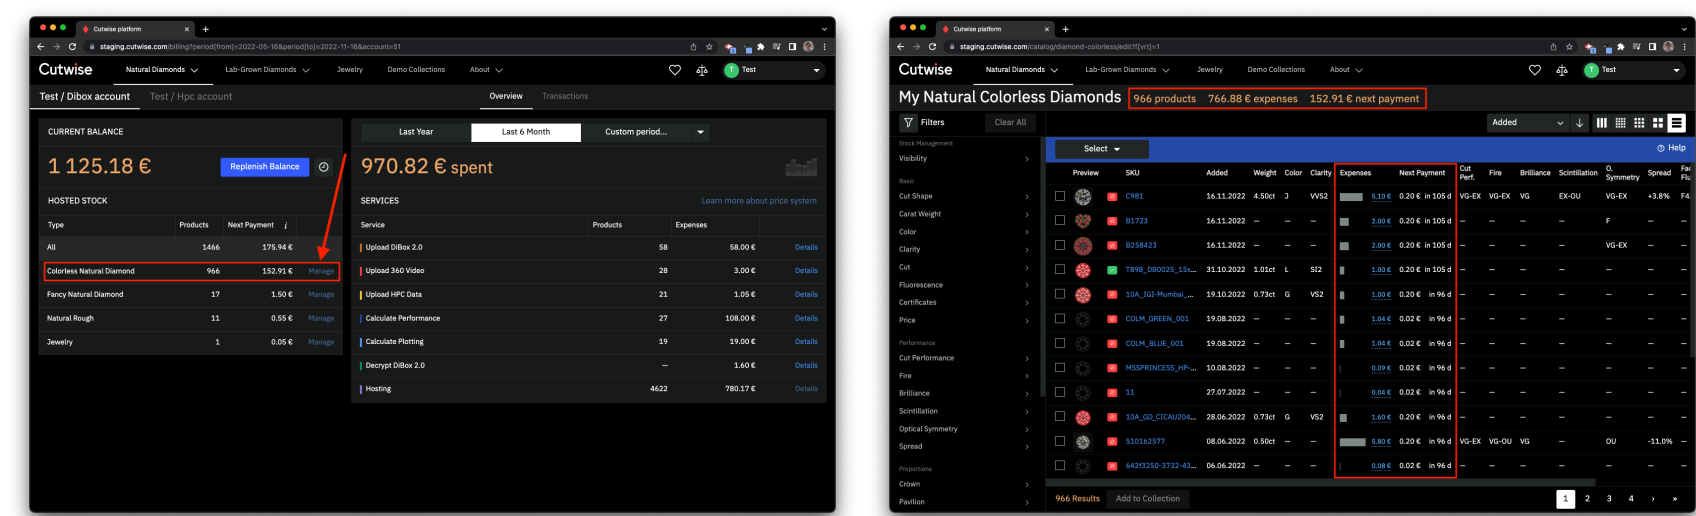 Cutwise platform × +
staging.cutwise.com/billing?period[from]=2022-05-16&period[to]=2022-11-16&account=51
Cutwise Natural Diamonds Lab-Grown Diamonds Jewelry Demo Collections About T Test
Test / Dibox account Test / Hpc account Overview Transactions
CURRENT BALANCE
1 125.18 € Replenish Balance
HOSTED STOCK
Type Products Next Payment i
All 1466 175.94 €
Colorless Natural Diamond 966 152.91 € Manage
Fancy Natural Diamond 17 1.50 € Manage
Natural Rough 11 0.55 € Manage
Jewelry 1 0.05 € Manage
Last Year Last 6 Month Custom period...
970.82 € spent
SERVICES Learn more about price system
Service Products Expenses
Upload DiBox 2.0 58 58.00 € Details
Upload 360 Video 28 3.00 € Details
Upload HPC Data 21 1.05 € Details
Calculate Performance 27 108.00 € Details
Calculate Plotting 19 19.00 € Details
Decrypt DiBox 2.0 – 1.60 € Details
Hosting 4622 780.17 € Details
Cutwise platform × +
staging.cutwise.com/catalog/diamond-colorless/edit?f[vrt]=1
Cutwise Natural Diamonds Lab-Grown Diamonds Jewelry Demo Collections About T Test
My Natural Colorless Diamonds 966 products 766.88 € expenses 152.91 € next payment
Filters Clear All Added
Stock Management
Visibility
Basic
Cut Shape
Carat Weight
Color
Clarity
Cut
Fluorescence
Certificates
Price
Performance
Cut Performance
Fire
Brilliance
Scintillation
Optical Symmetry
Spread
Proportions
Crown
Pavilion
Select Help
Preview SKU Added Weight Color Clarity Expenses Next Payment Cut Perf. Fire Brilliance Scintillation O. Symmetry Spread Fa Flu
C981 16.11.2022 4.50ct J VVS2 5.10 € 0.20 € in 105 d VG-EX VG-EX VG EX-OU VG-EX +3.8% F4
B1723 16.11.2022 – – – 2.00 € 0.20 € in 105 d – – – – F – –
B258423 16.11.2022 – – – 2.00 € 0.20 € in 105 d – – – – VG-EX – –
T898_DB0025_15x... 31.10.2022 1.01ct L SI2 1.00 € 0.20 € in 105 d – – – – – – –
10A_IGI-Mumbai_... 19.10.2022 0.73ct G VS2 1.00 € 0.20 € in 96 d – – – – – – –
COLM_GREEN_001 19.08.2022 – – – 1.04 € 0.02 € in 96 d – – – – – – –
COLM_BLUE_001 19.08.2022 – – – 1.04 € 0.02 € in 96 d – – – – – – –
MSSPRINCESS_HP-... 10.08.2022 – – – 0.09 € 0.02 € in 96 d – – – – – – –
11 27.07.2022 – – – 0.04 € 0.02 € in 96 d – – – – – – –
10A_GD_CICAU204... 28.06.2022 0.73ct G VS2 1.60 € 0.20 € in 96 d – – – – – – –
S10162577 08.06.2022 0.50ct – – 5.80 € 0.20 € in 96 d VG-EX VG-OU VG – OU -11.0% –
642f3250-3732-43... 06.06.2022 – – – 0.08 € 0.02 € in 96 d – – – – – – –
966 Results Add to Collection 1 2 3 4 › »